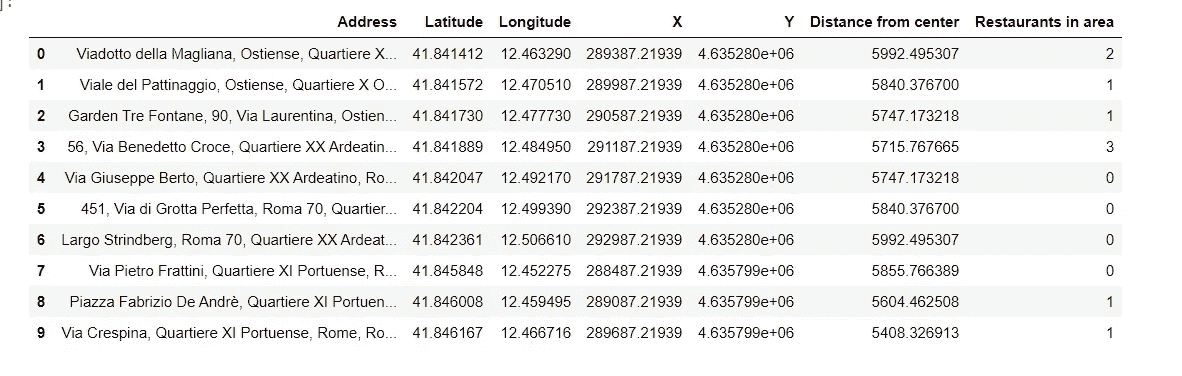 ]:
Address Latitude Longitude X Y Distance from center Restaurants in area
0 Viadotto della Magliana, Ostiense, Quartiere X... 41.841412 12.463290 289387.21939 4.635280e+06 5992.495307 2
1 Viale del Pattinaggio, Ostiense, Quartiere X O... 41.841572 12.470510 289987.21939 4.635280e+06 5840.376700 1
2 Garden Tre Fontane, 90, Via Laurentina, Ostien... 41.841730 12.477730 290587.21939 4.635280e+06 5747.173218 1
3 56, Via Benedetto Croce, Quartiere XX Ardeatin... 41.841889 12.484950 291187.21939 4.635280e+06 5715.767665 3
4 Via Giuseppe Berto, Quartiere XX Ardeatino, Ro... 41.842047 12.492170 291787.21939 4.635280e+06 5747.173218 0
5 451, Via di Grotta Perfetta, Roma 70, Quartier... 41.842204 12.499390 292387.21939 4.635280e+06 5840.376700 0
6 Largo Strindberg, Roma 70, Quartiere XX Ardeat... 41.842361 12.506610 292987.21939 4.635280e+06 5992.495307 0
7 Via Pietro Frattini, Quartiere XI Portuense, R... 41.845848 12.452275 288487.21939 4.635799e+06 5855.766389 0
8 Piazza Fabrizio De Andrè, Quartiere XI Portuen... 41.846008 12.459495 289087.21939 4.635799e+06 5604.462508 1
9 Via Crespina, Quartiere XI Portuense, Rome, Ro... 41.846167 12.466716 289687.21939 4.635799e+06 5408.326913 1